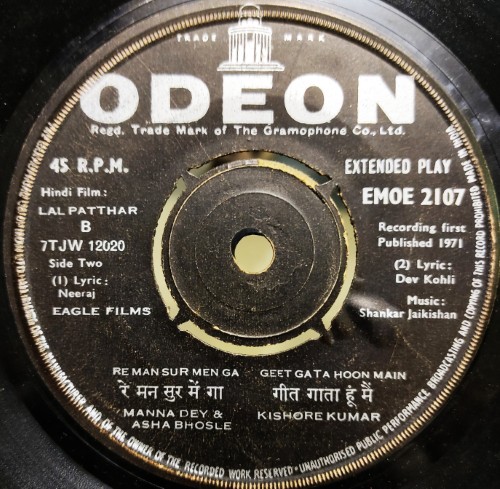 TRADE MARK
ODEON
Regd. Trade Mark of The Gramophone Co., Ltd.
45 R.P.M.
Hindi Film:
LAL PATTHAR
B
7TJW 12020
Side Two
(1) Lyric:
Neeraj
EAGLE FILMS
EXTENDED PLAY
EMOE 2107
Recording first
Published 1971
(2) Lyric:
Dev Kohli
Music:
Shankar Jaikishan
RE MAN SUR MEN GA
रे मन सुर में गा
MANNA DEY &
ASHA BHOSLE
GEET GATA HOON MAIN
गीत गाता हूं मैं
KISHORE KUMAR
AND OF THE OWNER OF THE RECORDED WORK RESERVED · UNAUTHORISED PUBLIC PERFORMANCE BROADCASTING AND COPYING OF THIS RECORD PROHIBITED